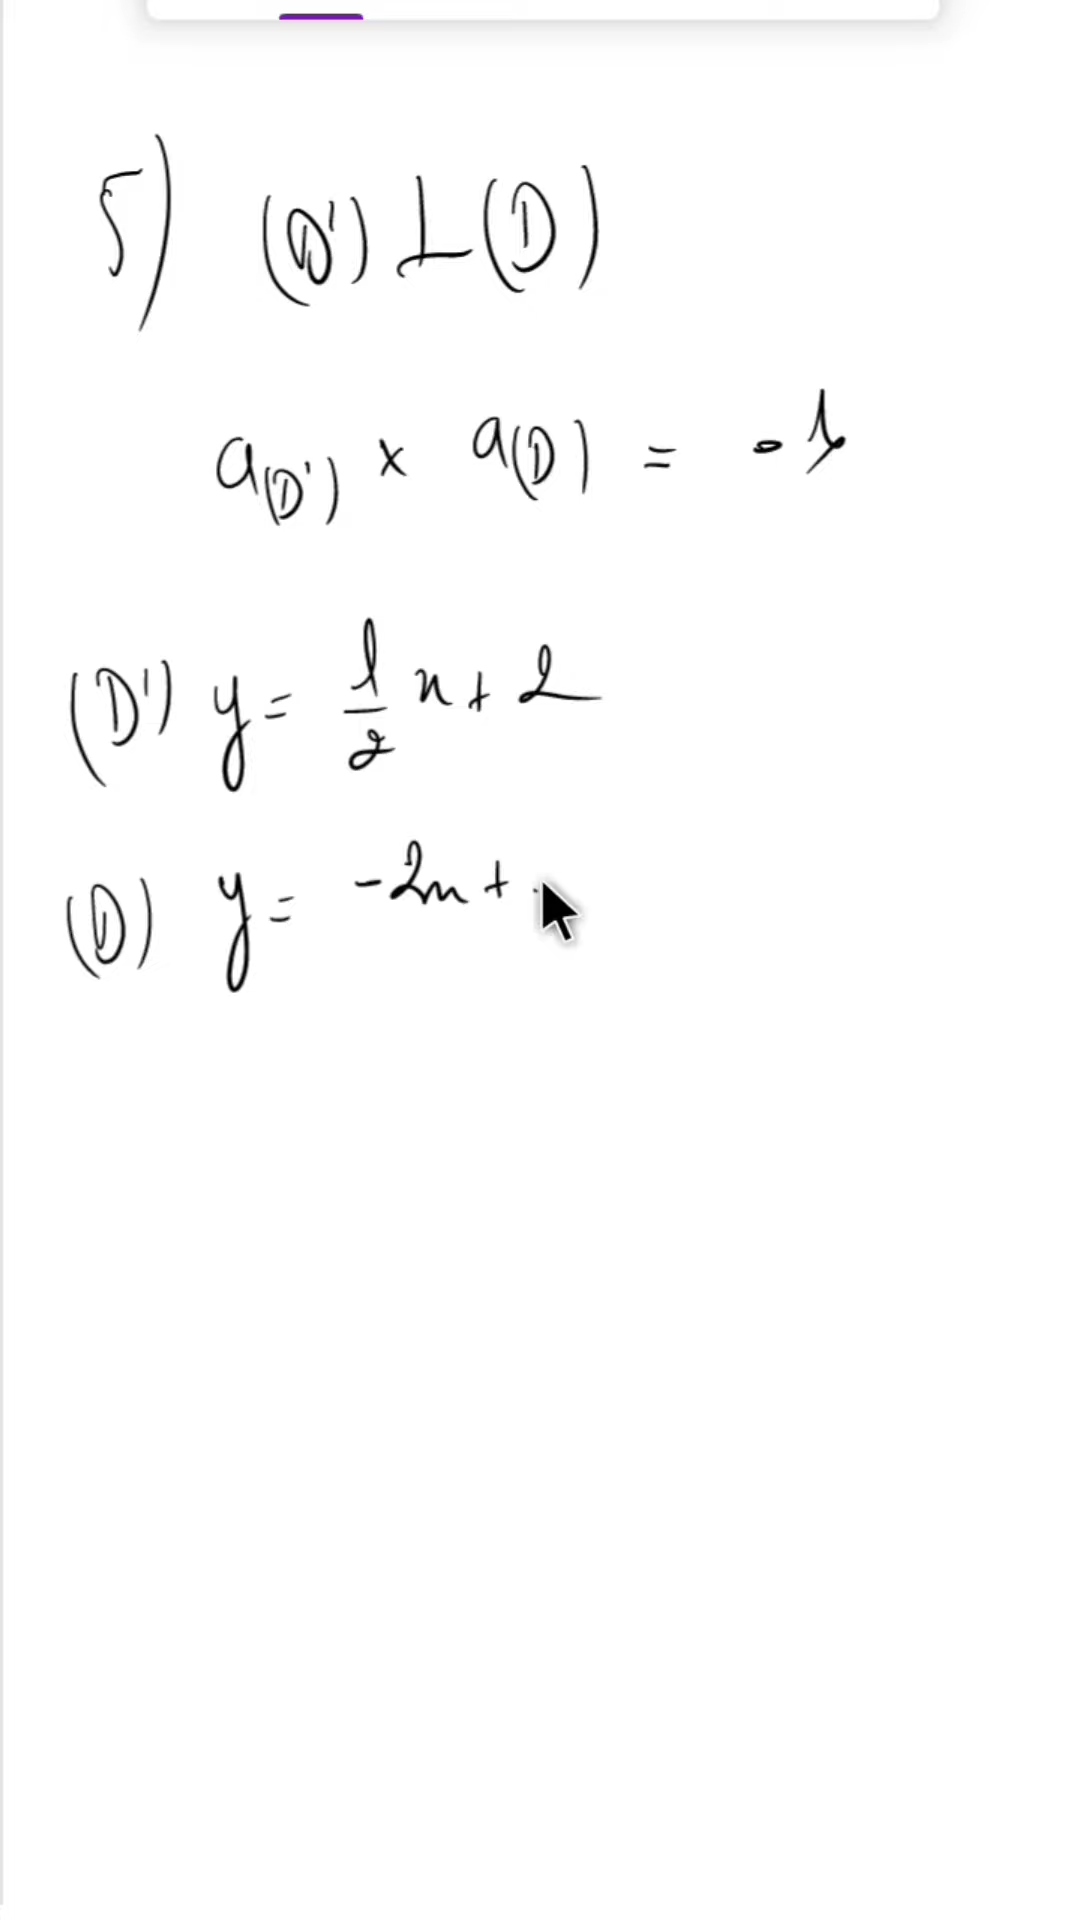 5) (D') ⊥ (D)
a(D') × a(D) = -1
(D') y = 1/2 x + 2
(D) y = -2x +